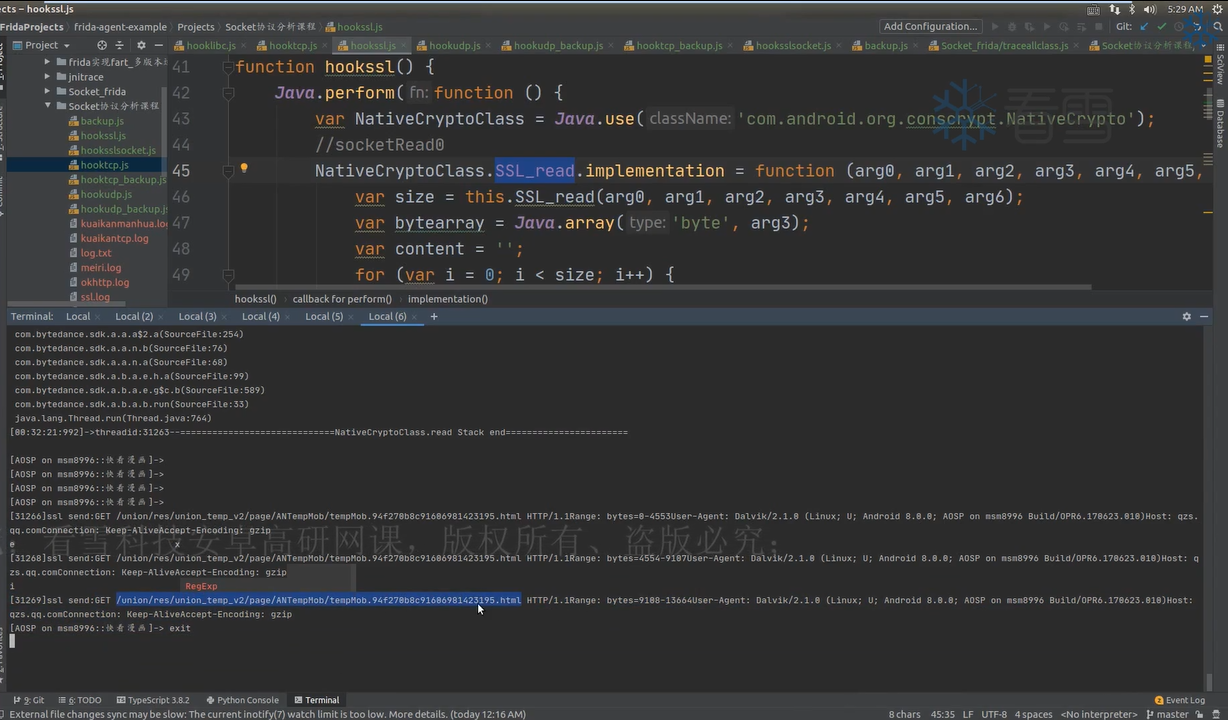 cts – hookssl.js
5:29 AM
FridaProjects
frida-agent-example
Projects
Socket协议分析课程
hookssl.js
Add Configuration...
Git:
Project
hooklibc.js
hooktcp.js
hookssl.js
hookudp.js
hookudp_backup.js
hooktcp_backup.js
hooksslsocket.js
backup.js
Socket_frida/traceallclass.js
Socket协议分析课程
frida实现fart_多版本
jnitrace
Socket_frida
Socket协议分析课程
backup.js
hookssl.js
hooksslsocket.js
hooktcp.js
hooktcp_backup.js
hookudp.js
hookudp_backup.js
kuaikanmanhua.log
kuaikantcp.log
log.txt
meiri.log
okhttp.log
ssl.log
41 function hookssl() {
42 Java.perform( fn: function () {
43 var NativeCryptoClass = Java.use( className: 'com.android.org.conscrypt.NativeCrypto');
44 //socketRead0
45 NativeCryptoClass.SSL_read.implementation = function (arg0, arg1, arg2, arg3, arg4, arg5,
46 var size = this.SSL_read(arg0, arg1, arg2, arg3, arg4, arg5, arg6);
47 var bytearray = Java.array( type: 'byte', arg3);
48 var content = '';
49 for (var i = 0; i < size; i++) {
看雪
SciView
Database
hookssl()
callback for perform()
implementation()
Terminal:
Local
Local (2)
Local (3)
Local (4)
Local (5)
Local (6)
com.bytedance.sdk.a.a.a$2.a(SourceFile:254)
com.bytedance.sdk.a.a.n.b(SourceFile:76)
com.bytedance.sdk.a.a.n.a(SourceFile:68)
com.bytedance.sdk.a.b.a.e.h.a(SourceFile:99)
com.bytedance.sdk.a.b.a.e.g$c.b(SourceFile:589)
com.bytedance.sdk.a.b.a.b.run(SourceFile:33)
java.lang.Thread.run(Thread.java:764)
[00:32:21:992]->threadid:31263--=============================NativeCryptoClass.read Stack end=======================
[AOSP on msm8996::快看漫画]->
[AOSP on msm8996::快看漫画]->
[AOSP on msm8996::快看漫画]->
[AOSP on msm8996::快看漫画]->
[31266]ssl send:GET /union/res/union_temp_v2/page/ANTempMob/tempMob.94f270b8c91606981423195.html HTTP/1.1Range: bytes=0-4553User-Agent: Dalvik/2.1.0 (Linux; U; Android 8.0.0; AOSP on msm8996 Build/OPR6.170623.010)Host: qzs.
qq.comConnection: Keep-AliveAccept-Encoding: gzip
e x
看雪科技安卓高研网课，版权所有、盗版必究；
[31268]ssl send:GET /union/res/union_temp_v2/page/ANTempMob/tempMob.94f270b8c91606981423195.html HTTP/1.1Range: bytes=4554-9107User-Agent: Dalvik/2.1.0 (Linux; U; Android 8.0.0; AOSP on msm8996 Build/OPR6.170623.010)Host: q
zs.qq.comConnection: Keep-AliveAccept-Encoding: gzip
i RegExp
[31269]ssl send:GET /union/res/union_temp_v2/page/ANTempMob/tempMob.94f270b8c91606981423195.html HTTP/1.1Range: bytes=9108-13664User-Agent: Dalvik/2.1.0 (Linux; U; Android 8.0.0; AOSP on msm8996 Build/OPR6.170623.010)Host:
qzs.qq.comConnection: Keep-AliveAccept-Encoding: gzip
[AOSP on msm8996::快看漫画]-> exit
9: Git
6: TODO
TypeScript 3.8.2
Python Console
Terminal
Event Log
External file changes sync may be slow: The current inotify(7) watch limit is too low. More details. (today 12:16 AM)
8 chars
45:35
LF
UTF-8
4 spaces
<No interpreter>
master